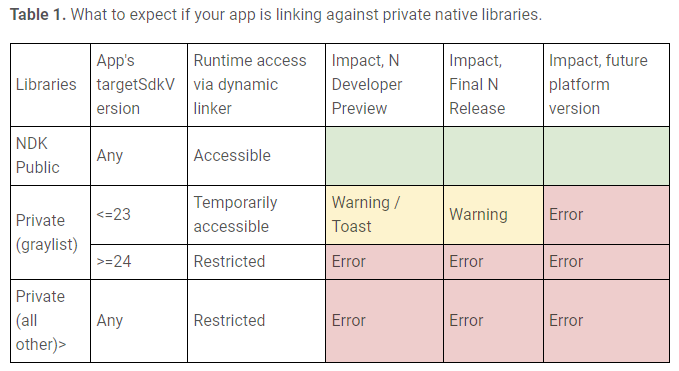 Table 1. What to expect if your app is linking against private native libraries.
Libraries
App's
targetSdkV
ersion
Runtime access
via dynamic
linker
Impact, N
Developer
Preview
Impact,
Final N
Release
Impact, future
platform
version
NDK
Public
Any
Accessible
Private
(graylist)
<=23
Temporarily
accessible
Warning /
Toast
Warning
Error
>=24
Restricted
Error
Error
Error
Private
(all
other)>
Any
Restricted
Error
Error
Error